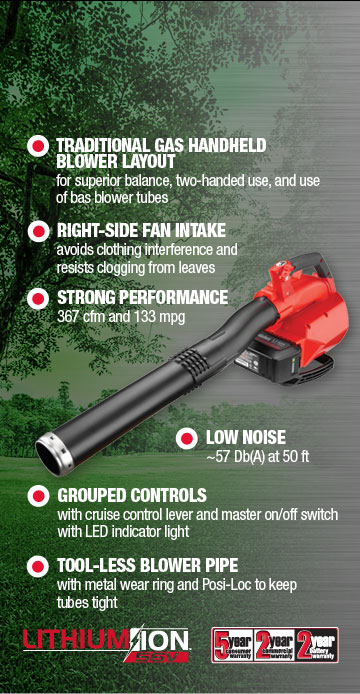 TRADITIONAL GAS HANDHELD
BLOWER LAYOUT
for superior balance, two-handed use, and use
of bas blower tubes
RIGHT-SIDE FAN INTAKE
avoids clothing interference and
resists clogging from leaves
STRONG PERFORMANCE
367 cfm and 133 mpg
LOW NOISE
~57 Db(A) at 50 ft
GROUPED CONTROLS
with cruise control lever and master on/off switch
with LED indicator light
TOOL-LESS BLOWER PIPE
with metal wear ring and Posi-Loc to keep
tubes tight
LITHIUM ION
58V
5 year
consumer
warranty
2 year
commercial
warranty
2 year
battery
warranty